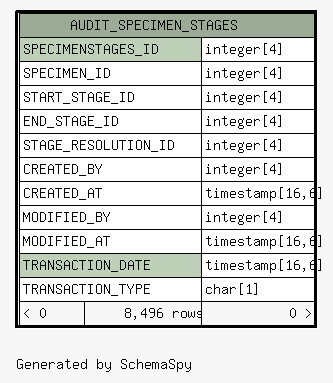 AUDIT_SPECIMEN_STAGES
SPECIMENSTAGES_ID integer[4]
SPECIMEN_ID integer[4]
START_STAGE_ID integer[4]
END_STAGE_ID integer[4]
STAGE_RESOLUTION_ID integer[4]
CREATED_BY integer[4]
CREATED_AT timestamp[16,6]
MODIFIED_BY integer[4]
MODIFIED_AT timestamp[16,6]
TRANSACTION_DATE timestamp[16,6]
TRANSACTION_TYPE char[1]
< 0 8,496 rows 0 >
Generated by SchemaSpy